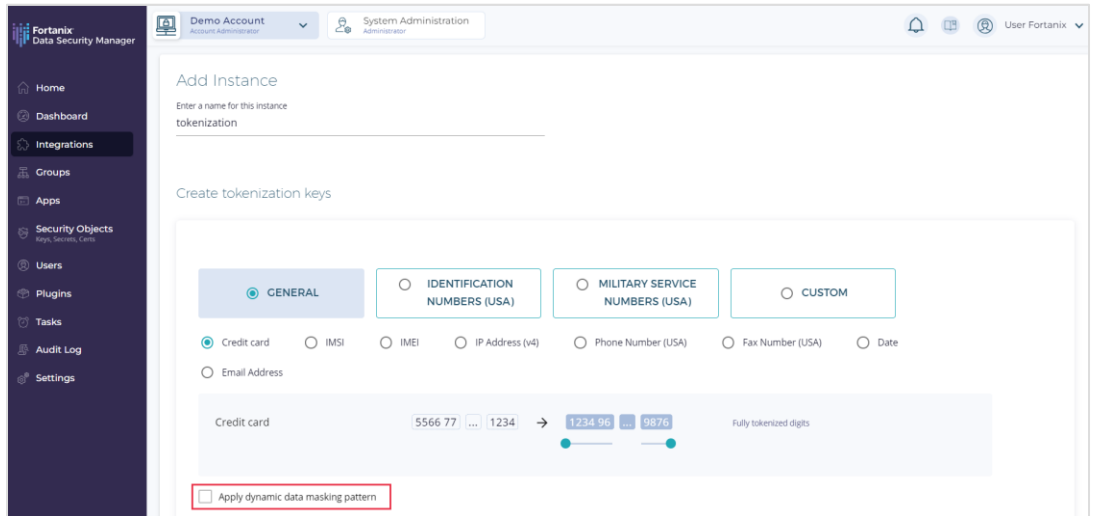 Fortanix
Data Security Manager
Demo Account
Account Administrator
System Administration
Administrator
User Fortanix
Home
Dashboard
Integrations
Groups
Apps
Security Objects
Keys, Secrets, Certs
Users
Plugins
Tasks
Audit Log
Settings
Add Instance
Enter a name for this instance
tokenization
Create tokenization keys
GENERAL
IDENTIFICATION
NUMBERS (USA)
MILITARY SERVICE
NUMBERS (USA)
CUSTOM
Credit card IMSI IMEI IP Address (v4) Phone Number (USA) Fax Number (USA) Date
Email Address
Credit card 5566 77 ... 1234 → 1234 96 ... 9876 Fully tokenized digits
Apply dynamic data masking pattern